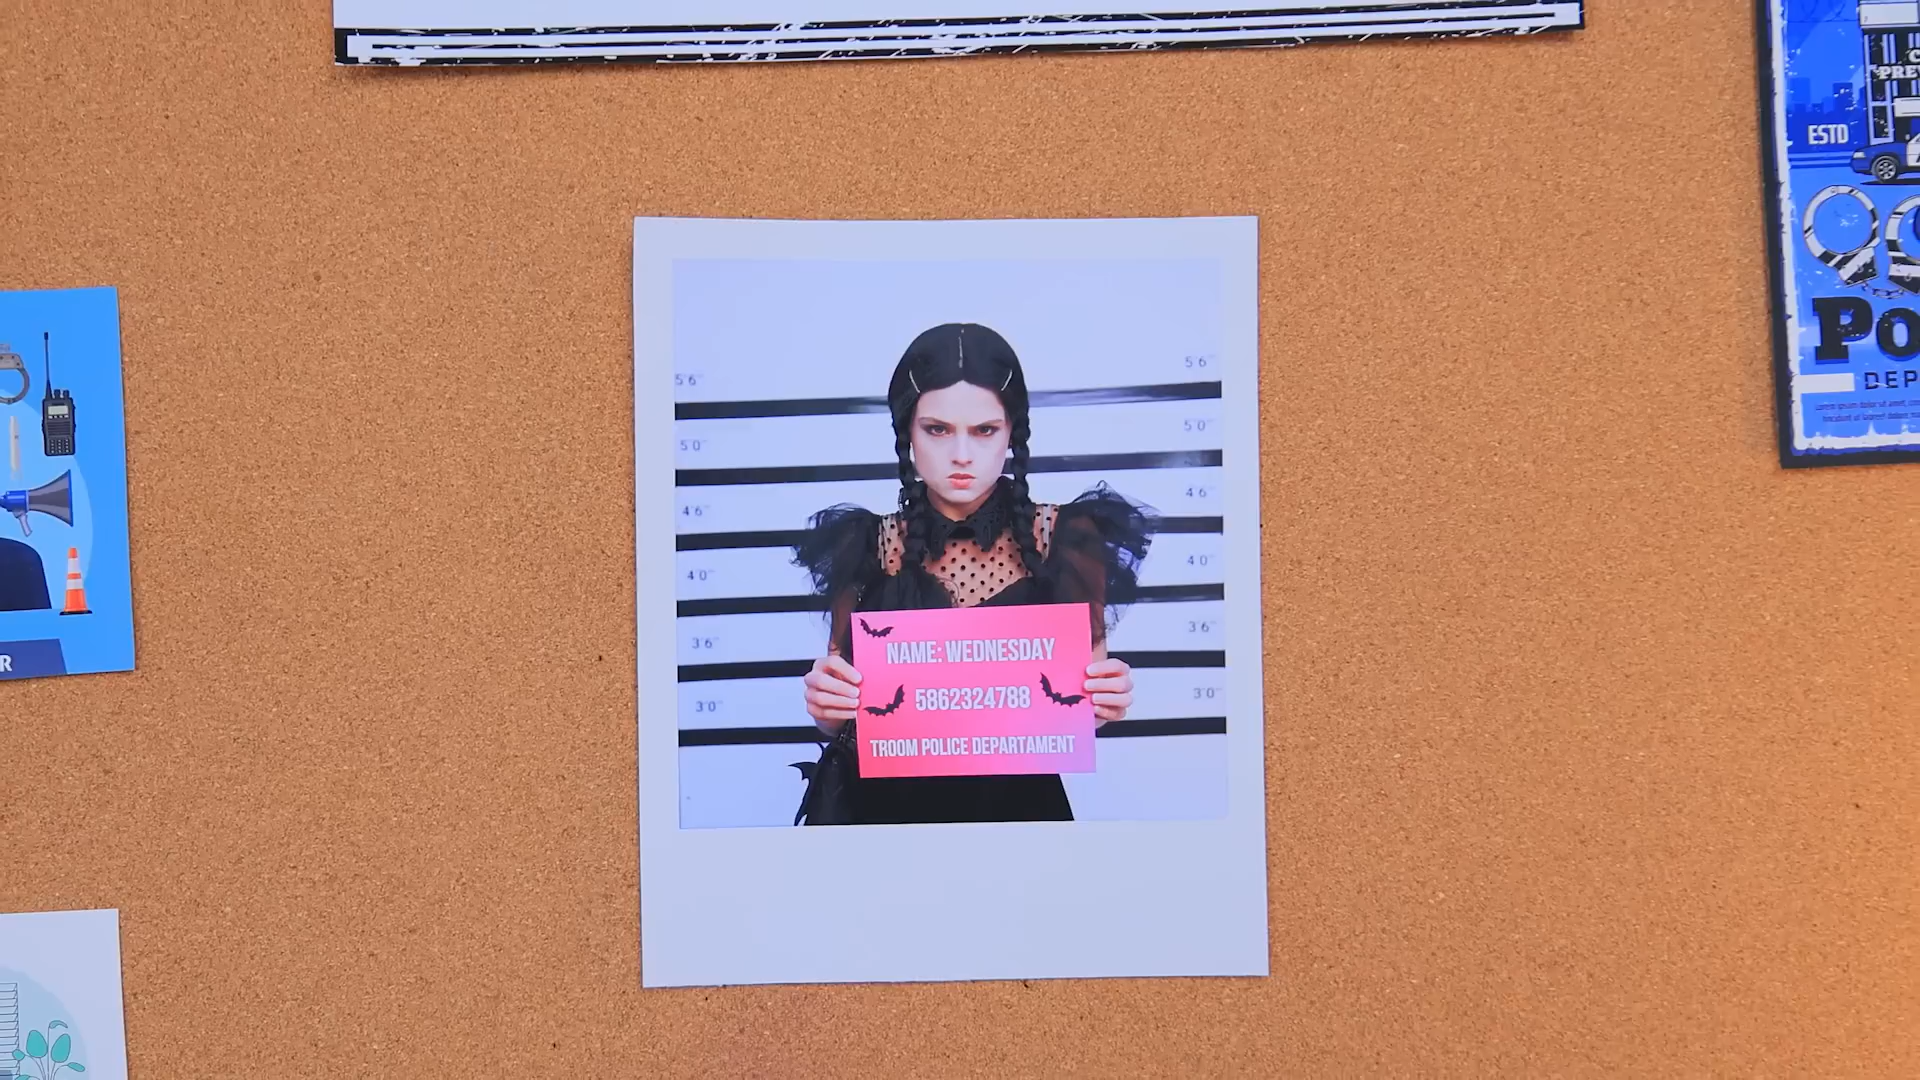 ESTD
C
PRE
PO
DEP
5'6"
5'6"
5'0"
5'0"
4'6"
4'6"
4'0"
4'0"
3'6"
3'6"
3'0"
3'0"
NAME: WEDNESDAY
5862324788
TROOM POLICE DEPARTAMENT
R